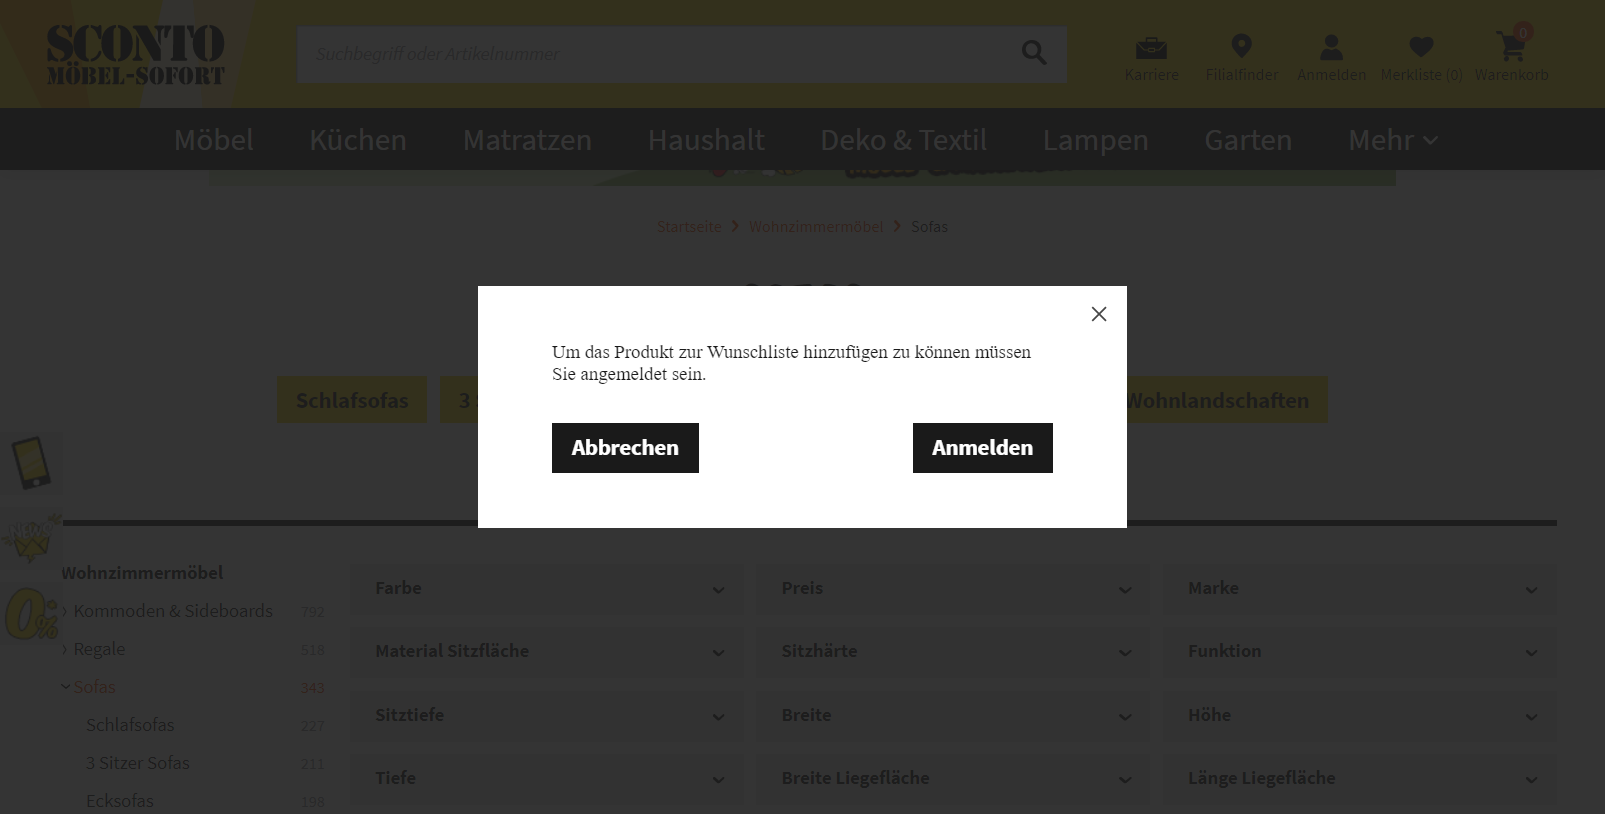 SCONTO
MÖBEL-SOFORT
Suchbegriff oder Artikelnummer
Karriere
Filialfinder
Anmelden
Merkliste (0)
0
Warenkorb
Möbel
Küchen
Matratzen
Haushalt
Deko & Textil
Lampen
Garten
Mehr
Startseite
Wohnzimmermöbel
Sofas
Um das Produkt zur Wunschliste hinzufügen zu können müssen
Sie angemeldet sein.
Abbrechen
Anmelden
Schlafsofas
3
Wohnlandschaften
0%
Wohnzimmermöbel
Kommoden & Sideboards 792
Regale 518
Sofas 343
Schlafsofas 227
3 Sitzer Sofas 211
Ecksofas 198
Farbe
Preis
Marke
Material Sitzfläche
Sitzhärte
Funktion
Sitztiefe
Breite
Höhe
Tiefe
Breite Liegefläche
Länge Liegefläche